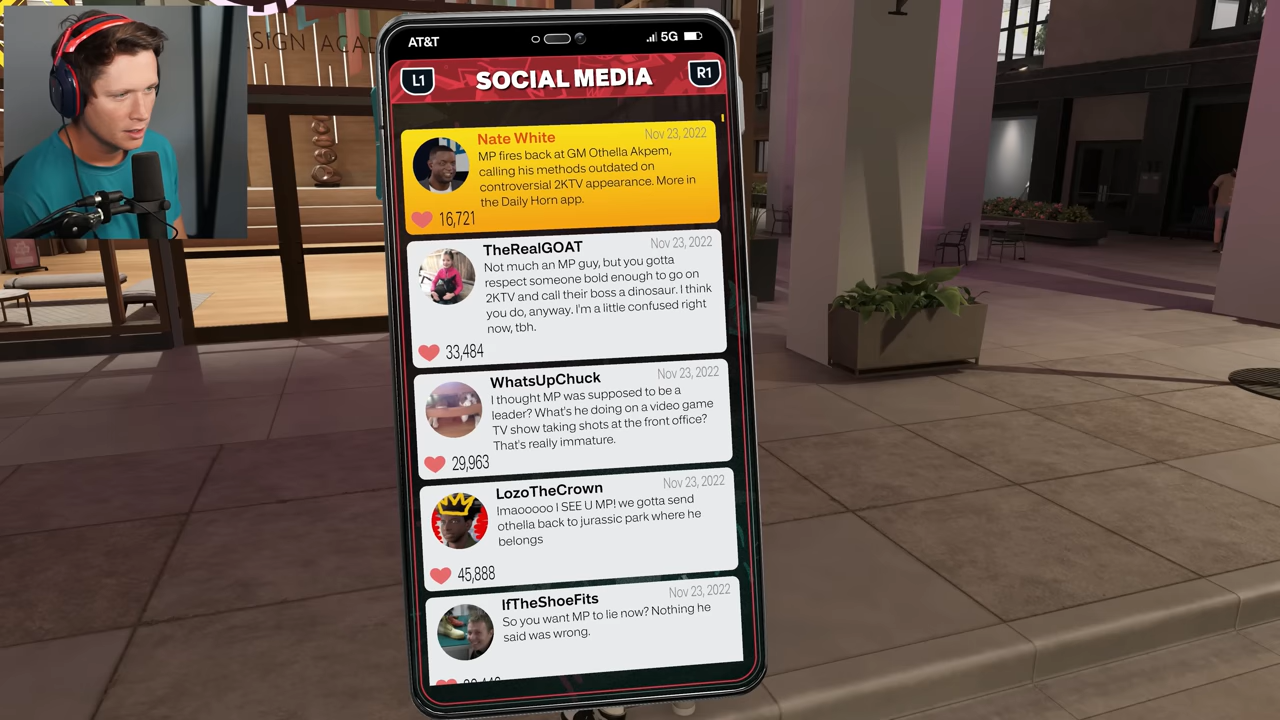 SIGN ACAD
AT&T
5G
L1
SOCIAL MEDIA
R1
Nate White
Nov 23, 2022
MP fires back at GM Othella Akpem,
calling his methods outdated on
controversial 2KTV appearance. More in
the Daily Horn app.
16,721
TheRealGOAT
Nov 23, 2022
Not much an MP guy, but you gotta
respect someone bold enough to go on
2KTV and call their boss a dinosaur. I think
you do, anyway. I'm a little confused right
now, tbh.
33,484
WhatsUpChuck
Nov 23, 2022
I thought MP was supposed to be a
leader? What's he doing on a video game
TV show taking shots at the front office?
That's really immature.
29,963
LozoTheCrown
Nov 23, 2022
lmaooooo I SEE U MP! we gotta send
othella back to jurassic park where he
belongs
45,888
IfTheShoeFits
Nov 23, 2022
So you want MP to lie now? Nothing he
said was wrong.